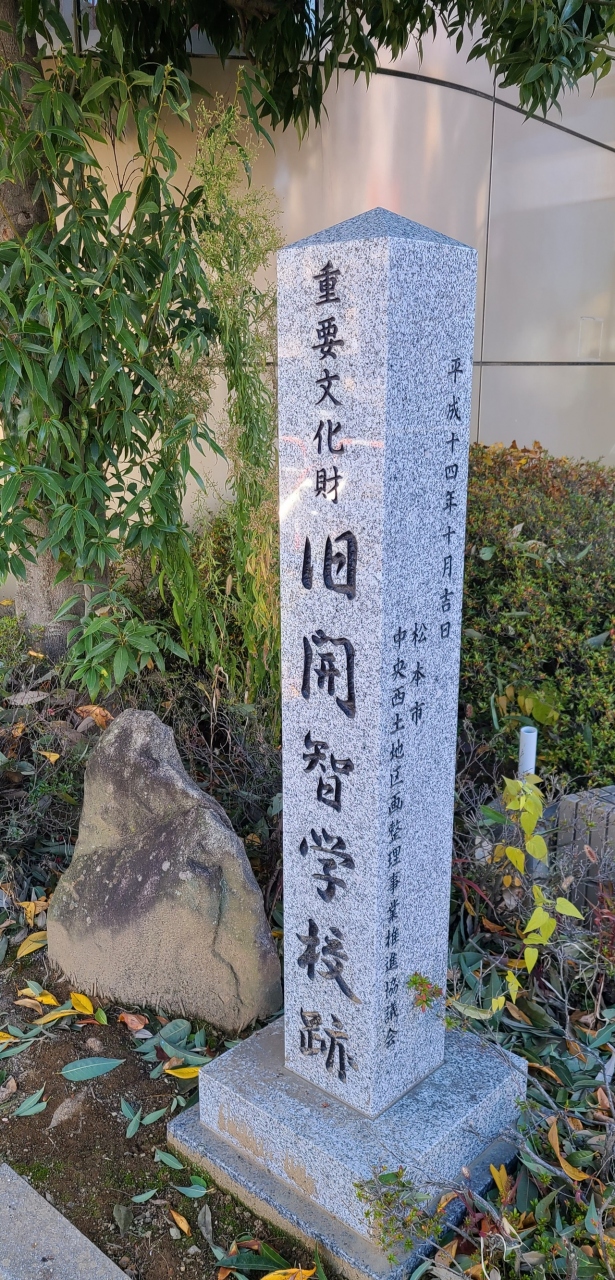 重要文化財 旧開智学校跡
平成十四年十月吉日
松本市
中央西土地区画整理事業推進協議会